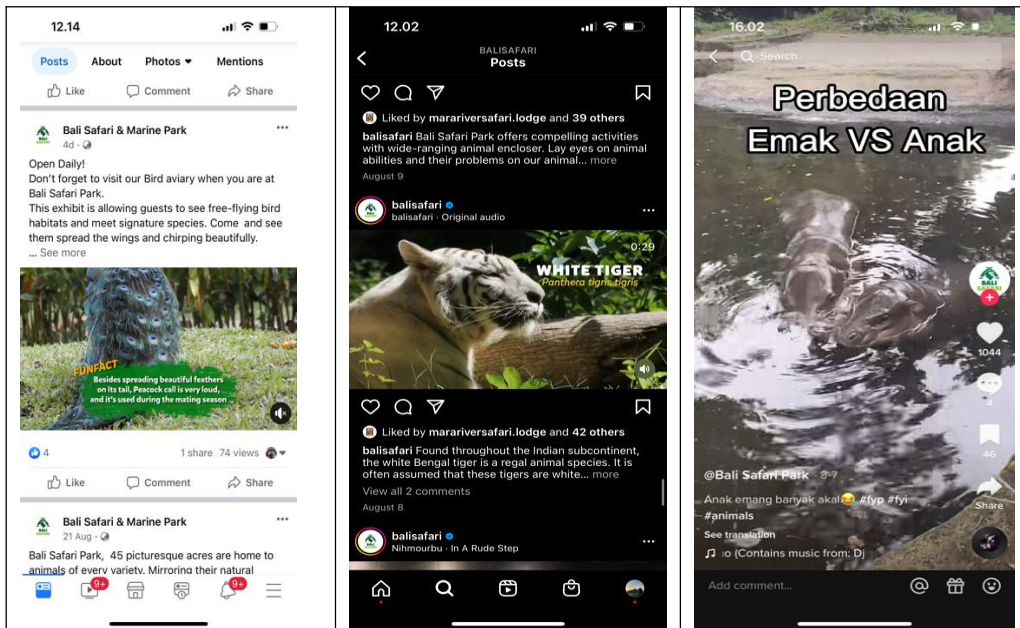 12.14
Posts About Photos Mentions
Like Comment Share
Bali Safari & Marine Park
4d
Open Daily!
Don't forget to visit our Bird aviary when you are at
Bali Safari Park.
This exhibit is allowing guests to see free-flying bird
habitats and meet signature species. Come and see
them spread the wings and chirping beautifully.
... See more
FUNFACT
Besides spreading beautiful feathers
on its tail, Peacock call is very loud,
and it's used during the mating season
4 1 share 74 views
Like Comment Share
Bali Safari & Marine Park
21 Aug
Bali Safari Park, 45 picturesque acres are home to
animals of every variety. Mirroring their natural
9+ 9+
12.02
BALISAFARI
Posts
Liked by marariversafari.lodge and 39 others
balisafari Bali Safari Park offers compelling activities
with wide-ranging animal encloser. Lay eyes on animal
abilities and their problems on our animal... more
August 9
BALI SAFARI
balisafari
balisafari · Original audio
0:29
WHITE TIGER
Panthera tigris tigris
Liked by marariversafari.lodge and 42 others
balisafari Found throughout the Indian subcontinent,
the white Bengal tiger is a regal animal species. It is
often assumed that these tigers are white... more
View all 2 comments
August 8
balisafari
Nihmourbu · In A Rude Step
16.02
Search
Perbedaan
Emak VS Anak
BALI
SAFARI
1044
4
46
Share
@Bali Safari Park · 8-7
Anak emang banyak akal😂 #fyp #fyi
#animals
See translation
o (Contains music from: Dj
Add comment...